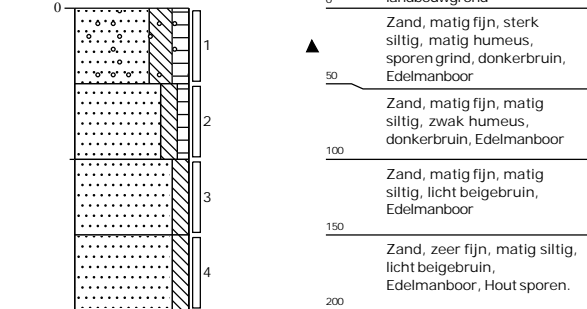 0
landbouwgrond
0
Zand, matig fijn, sterk
siltig, matig humeus,
sporen grind, donkerbruin,
Edelmanboor
1
50
Zand, matig fijn, matig
siltig, zwak humeus,
donkerbruin, Edelmanboor
2
100
Zand, matig fijn, matig
siltig, licht beigebruin,
Edelmanboor
3
150
Zand, zeer fijn, matig siltig,
licht beigebruin,
Edelmanboor, Hout sporen.
4
200